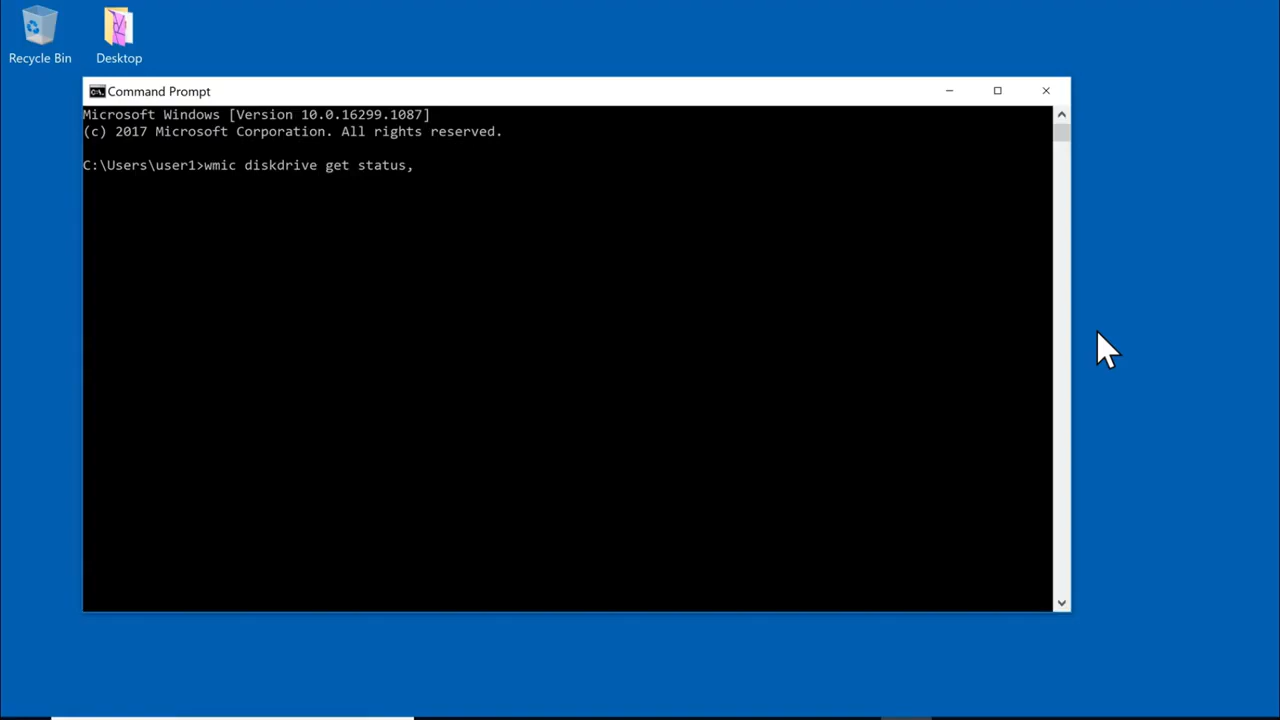 Recycle Bin
Desktop
Command Prompt
Microsoft Windows [Version 10.0.16299.1087]
(c) 2017 Microsoft Corporation. All rights reserved.
C:\Users\user1>wmic diskdrive get status,